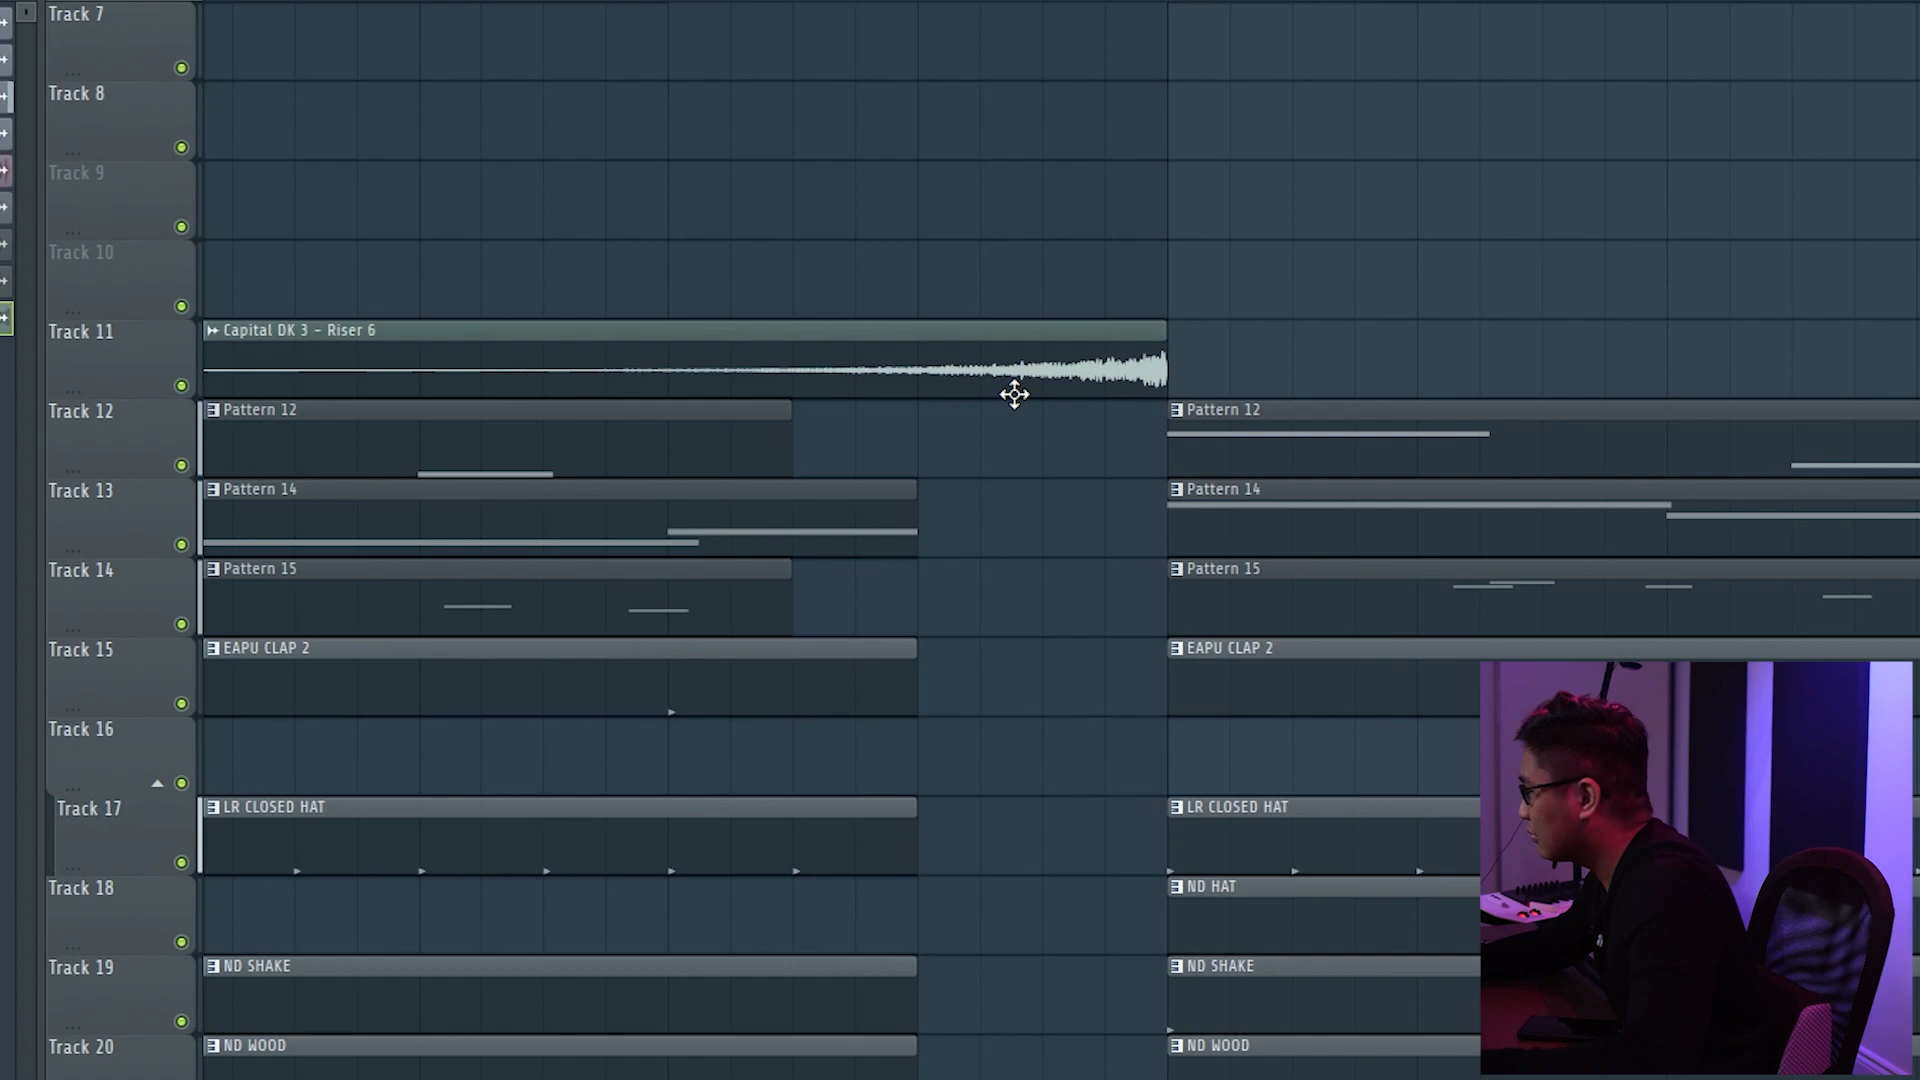 Track 7
Track 8
Track 9
Track 10
Track 11
Capital DK 3 - Riser 6
Track 12
Pattern 12
Pattern 12
Track 13
Pattern 14
Pattern 14
Track 14
Pattern 15
Pattern 15
Track 15
EAPU CLAP 2
EAPU CLAP 2
Track 16
Track 17
LR CLOSED HAT
LR CLOSED HAT
Track 18
ND HAT
Track 19
ND SHAKE
ND SHAKE
Track 20
ND WOOD
ND WOOD